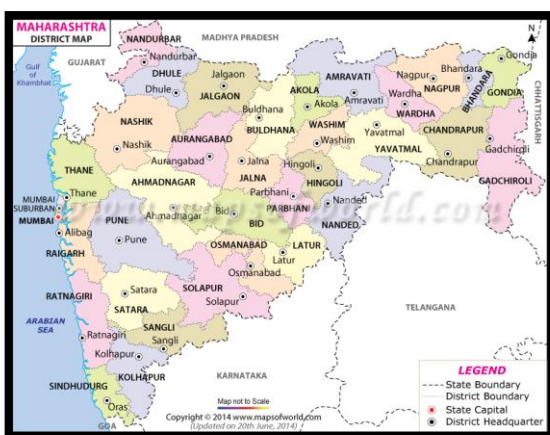 MAHARASHTRA
DISTRICT MAP
N
MADHYA PRADESH
NANDURBAR
Nandurbar
GUJARAT
Gulf
of
Khambhat
DHULE
Dhule
Jalgaon
JALGAON
AKOLA
Akola
AMRAVATI
Amravati
Nagpur
NAGPUR
Bhandara
BHANDARA
Gondia
GONDIA
CHHATTISGARH
Wardha
WARDHA
Buldhana
BULDHANA
WASHIM
Washim
Yavatmal
YAVATMAL
CHANDRAPUR
Chandrapur
Gadchiroli
GADCHIROLI
NASHIK
Nashik
AURANGABAD
Aurangabad
Jalna
JALNA
Hingoli
HINGOLI
THANE
Thane
AHMADNAGAR
Ahmadnagar
Parbhani
PARBHANI
Nanded
NANDED
MUMBAI
SUBURBAN
MUMBAI
Alibag
RAIGARH
PUNE
Pune
Bid
BID
www.mapsofworld.com
OSMANABAD
Osmanabad
LATUR
Latur
RATNAGIRI
Ratnagiri
Satara
SATARA
SOLAPUR
Solapur
TELANGANA
ARABIAN
SEA
SANGLI
Sangli
Kolhapur
KOLHAPUR
KARNATAKA
SINDHUDURG
Oras
GOA
Map not to Scale
Copyright © 2014 www.mapsofworld.com
(Updated on 20th June, 2014)
LEGEND
State Boundary
District Boundary
State Capital
District Headquarter